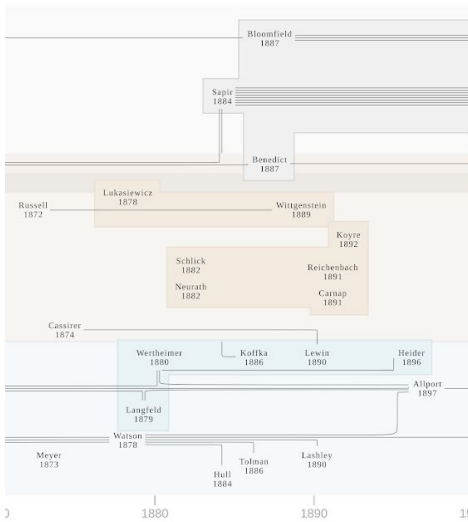 Bloomfield
1887
Sapir
1884
Benedict
1887
Lukasiewicz
1878
Russell
1872
Wittgenstein
1889
Koyre
1892
Schlick
1882
Reichenbach
1891
Neurath
1882
Carnap
1891
Cassirer
1874
Wertheimer
1880
Koffka
1886
Lewin
1890
Heider
1896
Allport
1897
Langfeld
1879
Watson
1878
Meyer
1873
Tolman
1886
Lashley
1890
Hull
1884
1880
1890